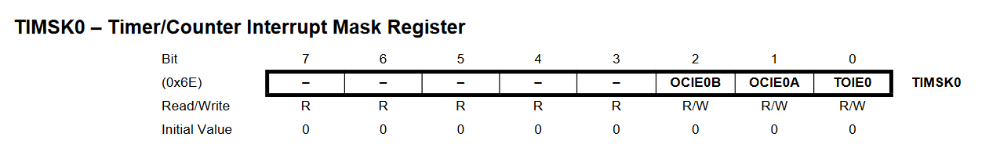 TIMSK0 – Timer/Counter Interrupt Mask Register
Bit 7 6 5 4 3 2 1 0
(0x6E) – – – – – OCIE0B OCIE0A TOIE0 TIMSK0
Read/Write R R R R R R/W R/W R/W
Initial Value 0 0 0 0 0 0 0 0